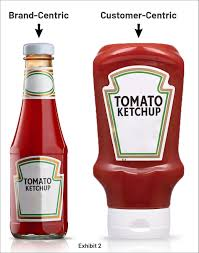 Brand-Centric
Customer-Centric
TOMATO
KETCHUP
TOMATO
KETCHUP
Exhibit 2